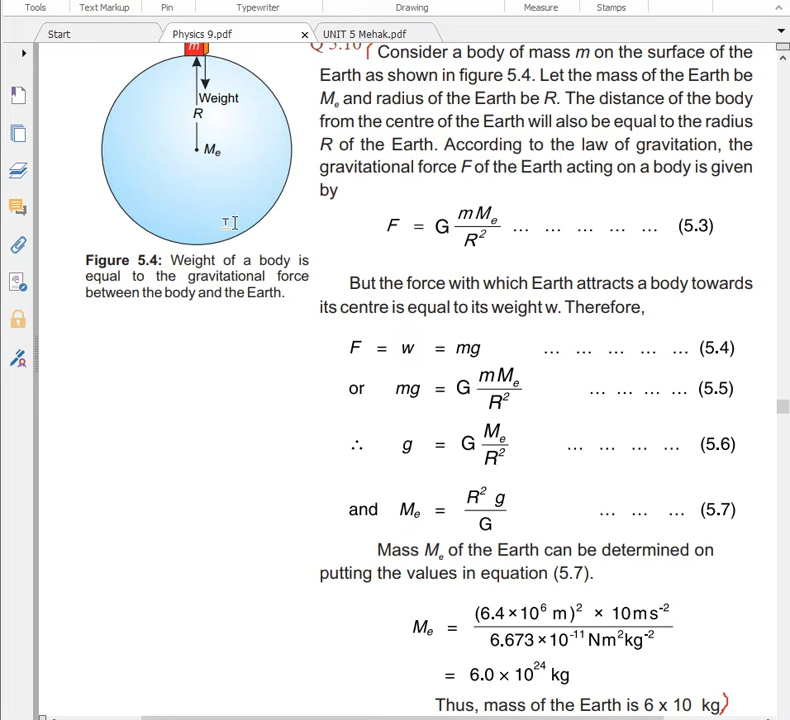 Tools Text Markup Pin Typewriter Drawing Measure Stamps
Start Physics 9.pdf × UNIT 5 Mehak.pdf
m
Weight
R
Mₑ
Figure 5.4: Weight of a body is
equal to the gravitational force
between the body and the Earth.
Q 5.10
Consider a body of mass m on the surface of the
Earth as shown in figure 5.4. Let the mass of the Earth be
Mₑ and radius of the Earth be R. The distance of the body
from the centre of the Earth will also be equal to the radius
R of the Earth. According to the law of gravitation, the
gravitational force F of the Earth acting on a body is given
by
F = G mMₑ/R² ... ... ... ... ... (5.3)
But the force with which Earth attracts a body towards
its centre is equal to its weight w. Therefore,
F = w = mg ... ... ... ... ... (5.4)
or mg = G mMₑ/R² ... ... ... ... (5.5)
∴ g = G Mₑ/R² ... ... ... ... (5.6)
and Mₑ = R² g/G ... ... ... (5.7)
Mass Mₑ of the Earth can be determined on
putting the values in equation (5.7).
Mₑ = (6.4 × 10⁶ m)² × 10ms⁻² / 6.673 × 10⁻¹¹ Nm²kg⁻²
= 6.0 × 10²⁴ kg
Thus, mass of the Earth is 6 x 10 kg